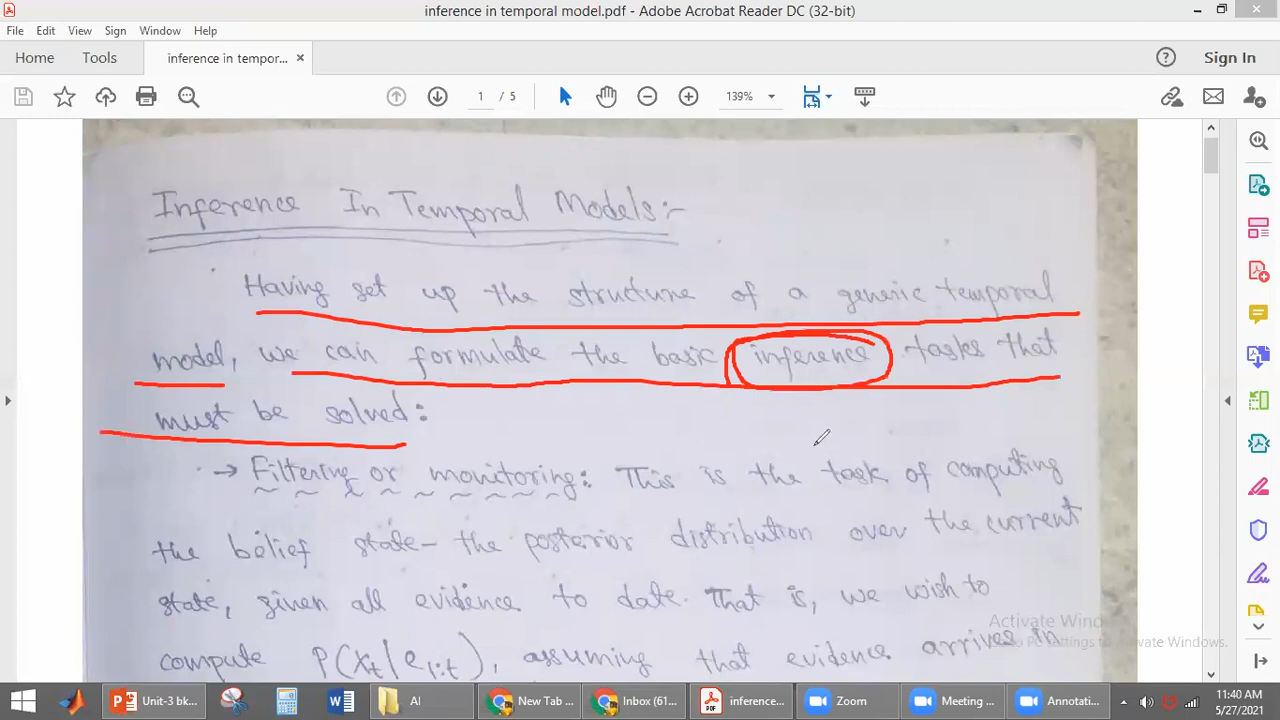 inference in temporal model.pdf - Adobe Acrobat Reader DC (32-bit)
File Edit View Sign Window Help
Home Tools inference in tempor... × Sign In
1 / 5 139%
Inference In Temporal Models:-
Having set up the structure of a generic temporal
model, we can formulate the basic inference tasks that
must be solved:
→ Filtering or monitoring: This is the task of computing
the belief state- the posterior distribution over the current
state, given all evidence to date. That is, we wish to
compute P(Xt/e1:t), assuming that evidence arrives in
Activate Windows
Go to PC settings to activate Windows.
Unit-3 bk... AI New Tab ... Inbox (61... inference... Zoom Meeting ... Annotati... 11:40 AM
5/27/2021